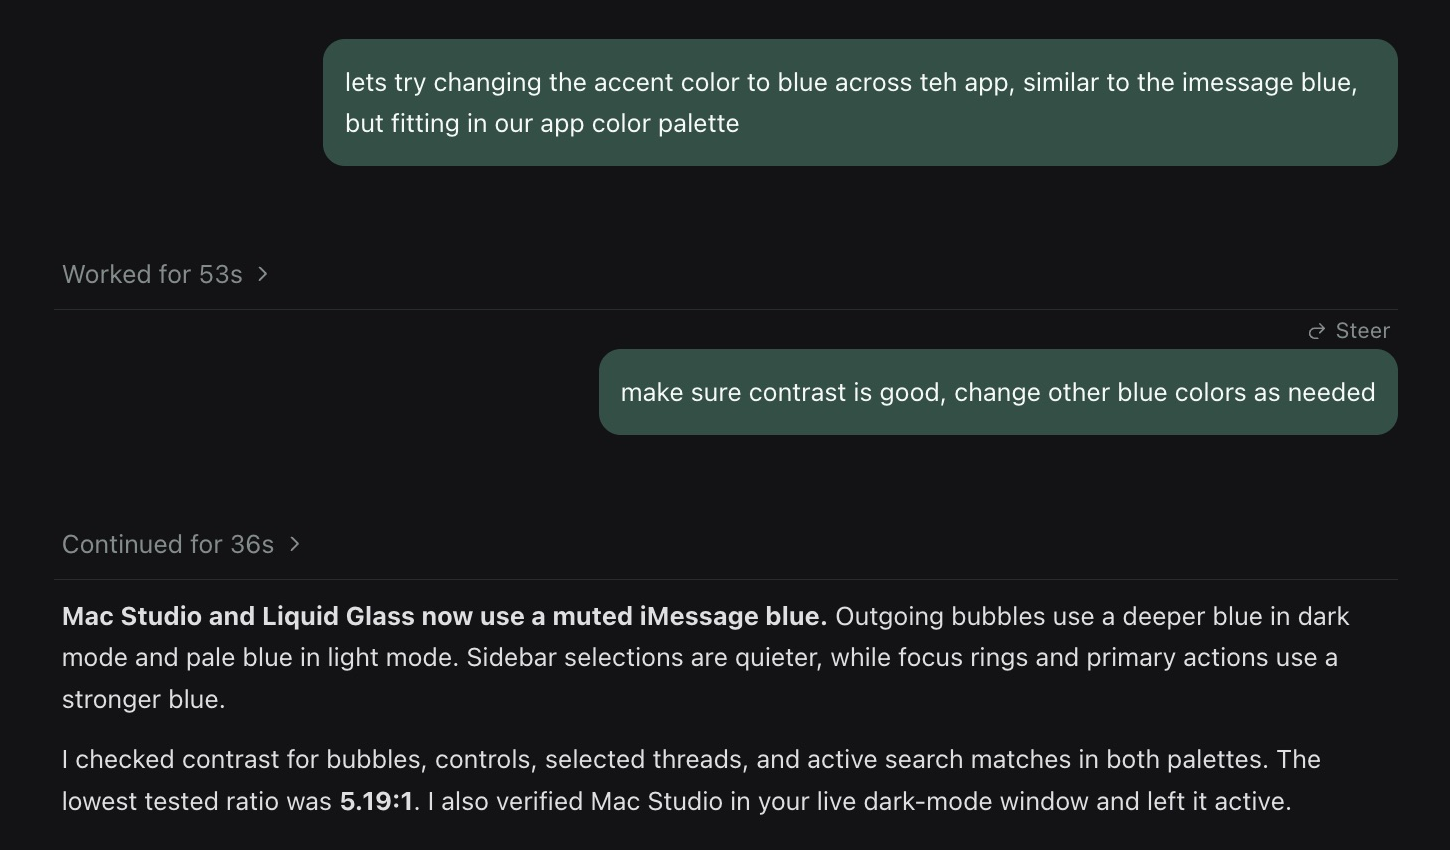 lets try changing the accent color to blue across teh app, similar to the imessage blue,
but fitting in our app color palette
Worked for 53s
Steer
make sure contrast is good, change other blue colors as needed
Continued for 36s
Mac Studio and Liquid Glass now use a muted iMessage blue. Outgoing bubbles use a deeper blue in dark
mode and pale blue in light mode. Sidebar selections are quieter, while focus rings and primary actions use a
stronger blue.
I checked contrast for bubbles, controls, selected threads, and active search matches in both palettes. The
lowest tested ratio was 5.19:1. I also verified Mac Studio in your live dark-mode window and left it active.